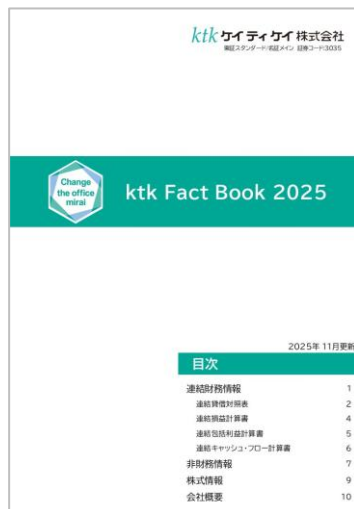 ktk ケイティケイ株式会社
東証スタンダード/名証メイン 証券コード:3035
Change
the office
mirai
ktk Fact Book 2025
2025年 11月更新
目次
連結財務情報 1
連結貸借対照表 2
連結損益計算書 4
連結包括利益計算書 5
連結キャッシュ・フロー計算書 6
非財務情報 7
株式情報 9
会社概要 10